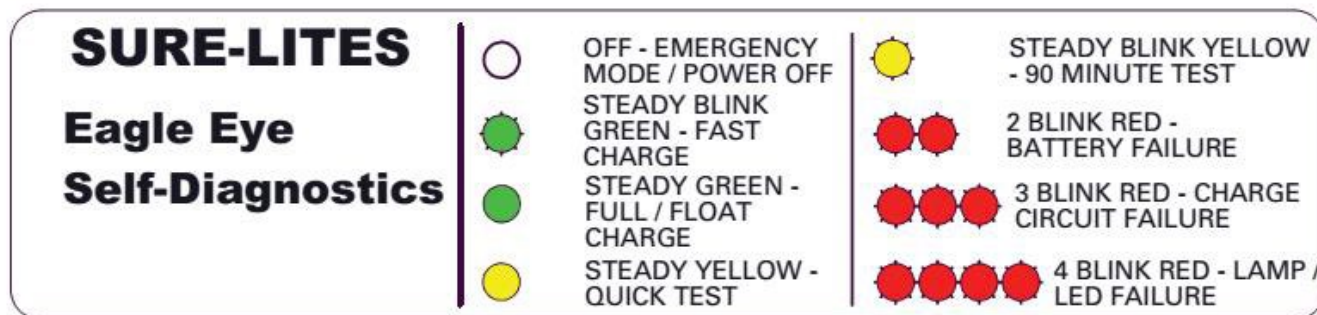 SURE-LITES
Eagle Eye
Self-Diagnostics
OFF - EMERGENCY
MODE / POWER OFF
STEADY BLINK
GREEN - FAST
CHARGE
STEADY GREEN -
FULL / FLOAT
CHARGE
STEADY YELLOW -
QUICK TEST
STEADY BLINK YELLOW
- 90 MINUTE TEST
2 BLINK RED -
BATTERY FAILURE
3 BLINK RED - CHARGE
CIRCUIT FAILURE
4 BLINK RED - LAMP /
LED FAILURE